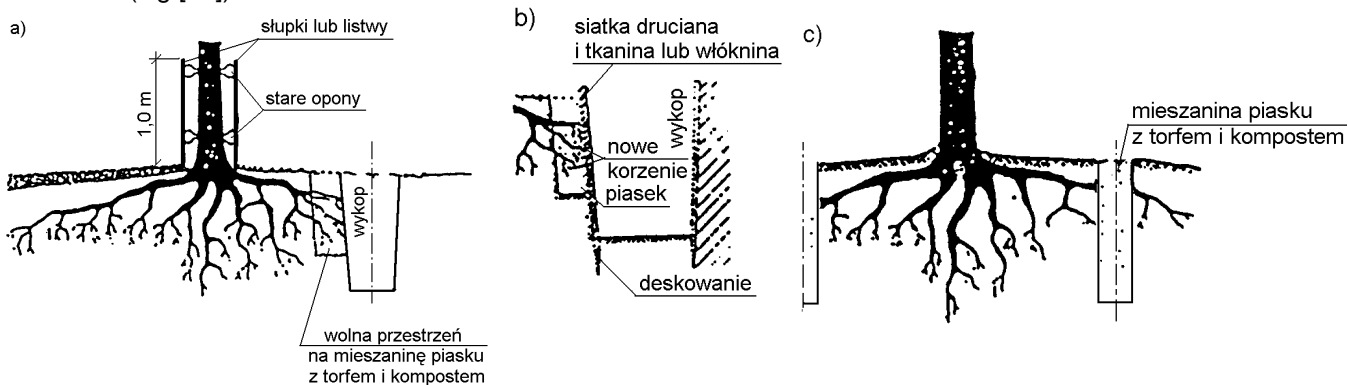 a)
słupki lub listwy
stare opony
1,0 m
wykop
wolna przestrzeń
na mieszaninę piasku
z torfem i kompostem
b)
siatka druciana
i tkanina lub włóknina
wykop
nowe
korzenie
piasek
deskowanie
c)
mieszanina piasku
z torfem i kompostem